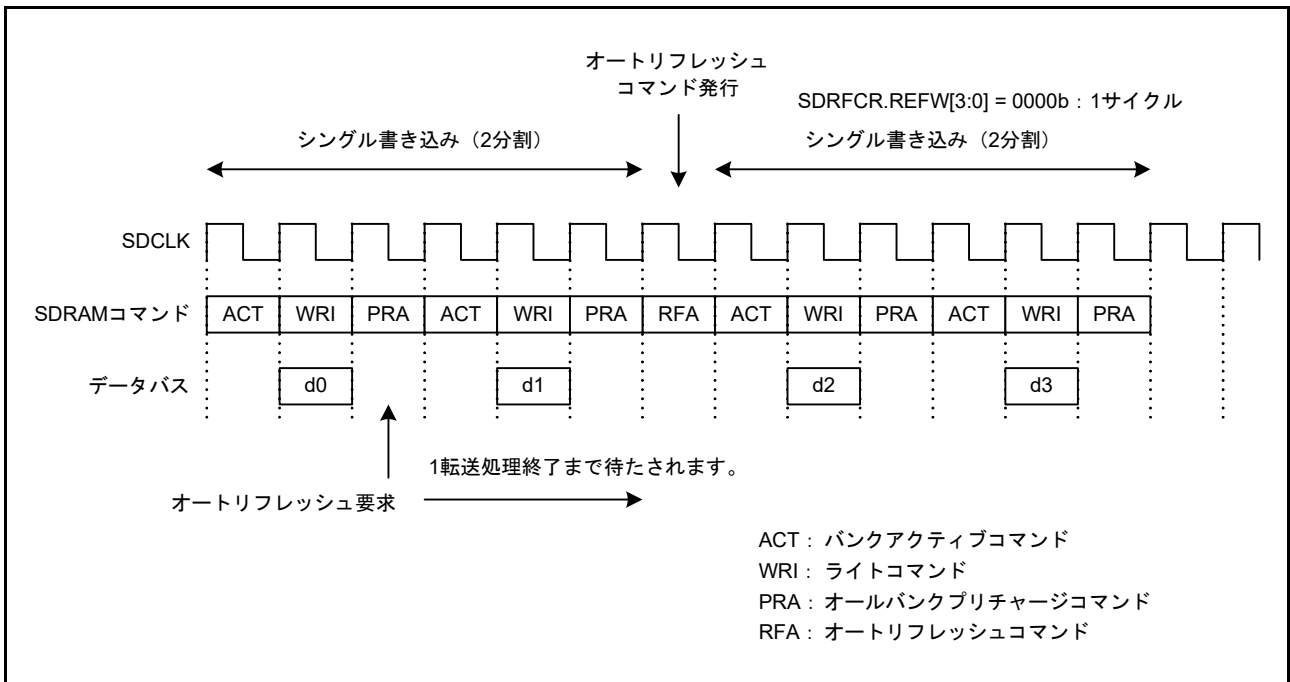 オートリフレッシュ
コマンド発行
SDRFCR.REFW[3:0] = 0000b：1サイクル
シングル書き込み（2分割）
シングル書き込み（2分割）
SDCLK
SDRAMコマンド ACT WRI PRA ACT WRI PRA RFA ACT WRI PRA ACT WRI PRA
データバス d0 d1 d2 d3
1転送処理終了まで待たされます。
オートリフレッシュ要求
ACT： バンクアクティブコマンド
WRI： ライトコマンド
PRA：オールバンクプリチャージコマンド
RFA：オートリフレッシュコマンド